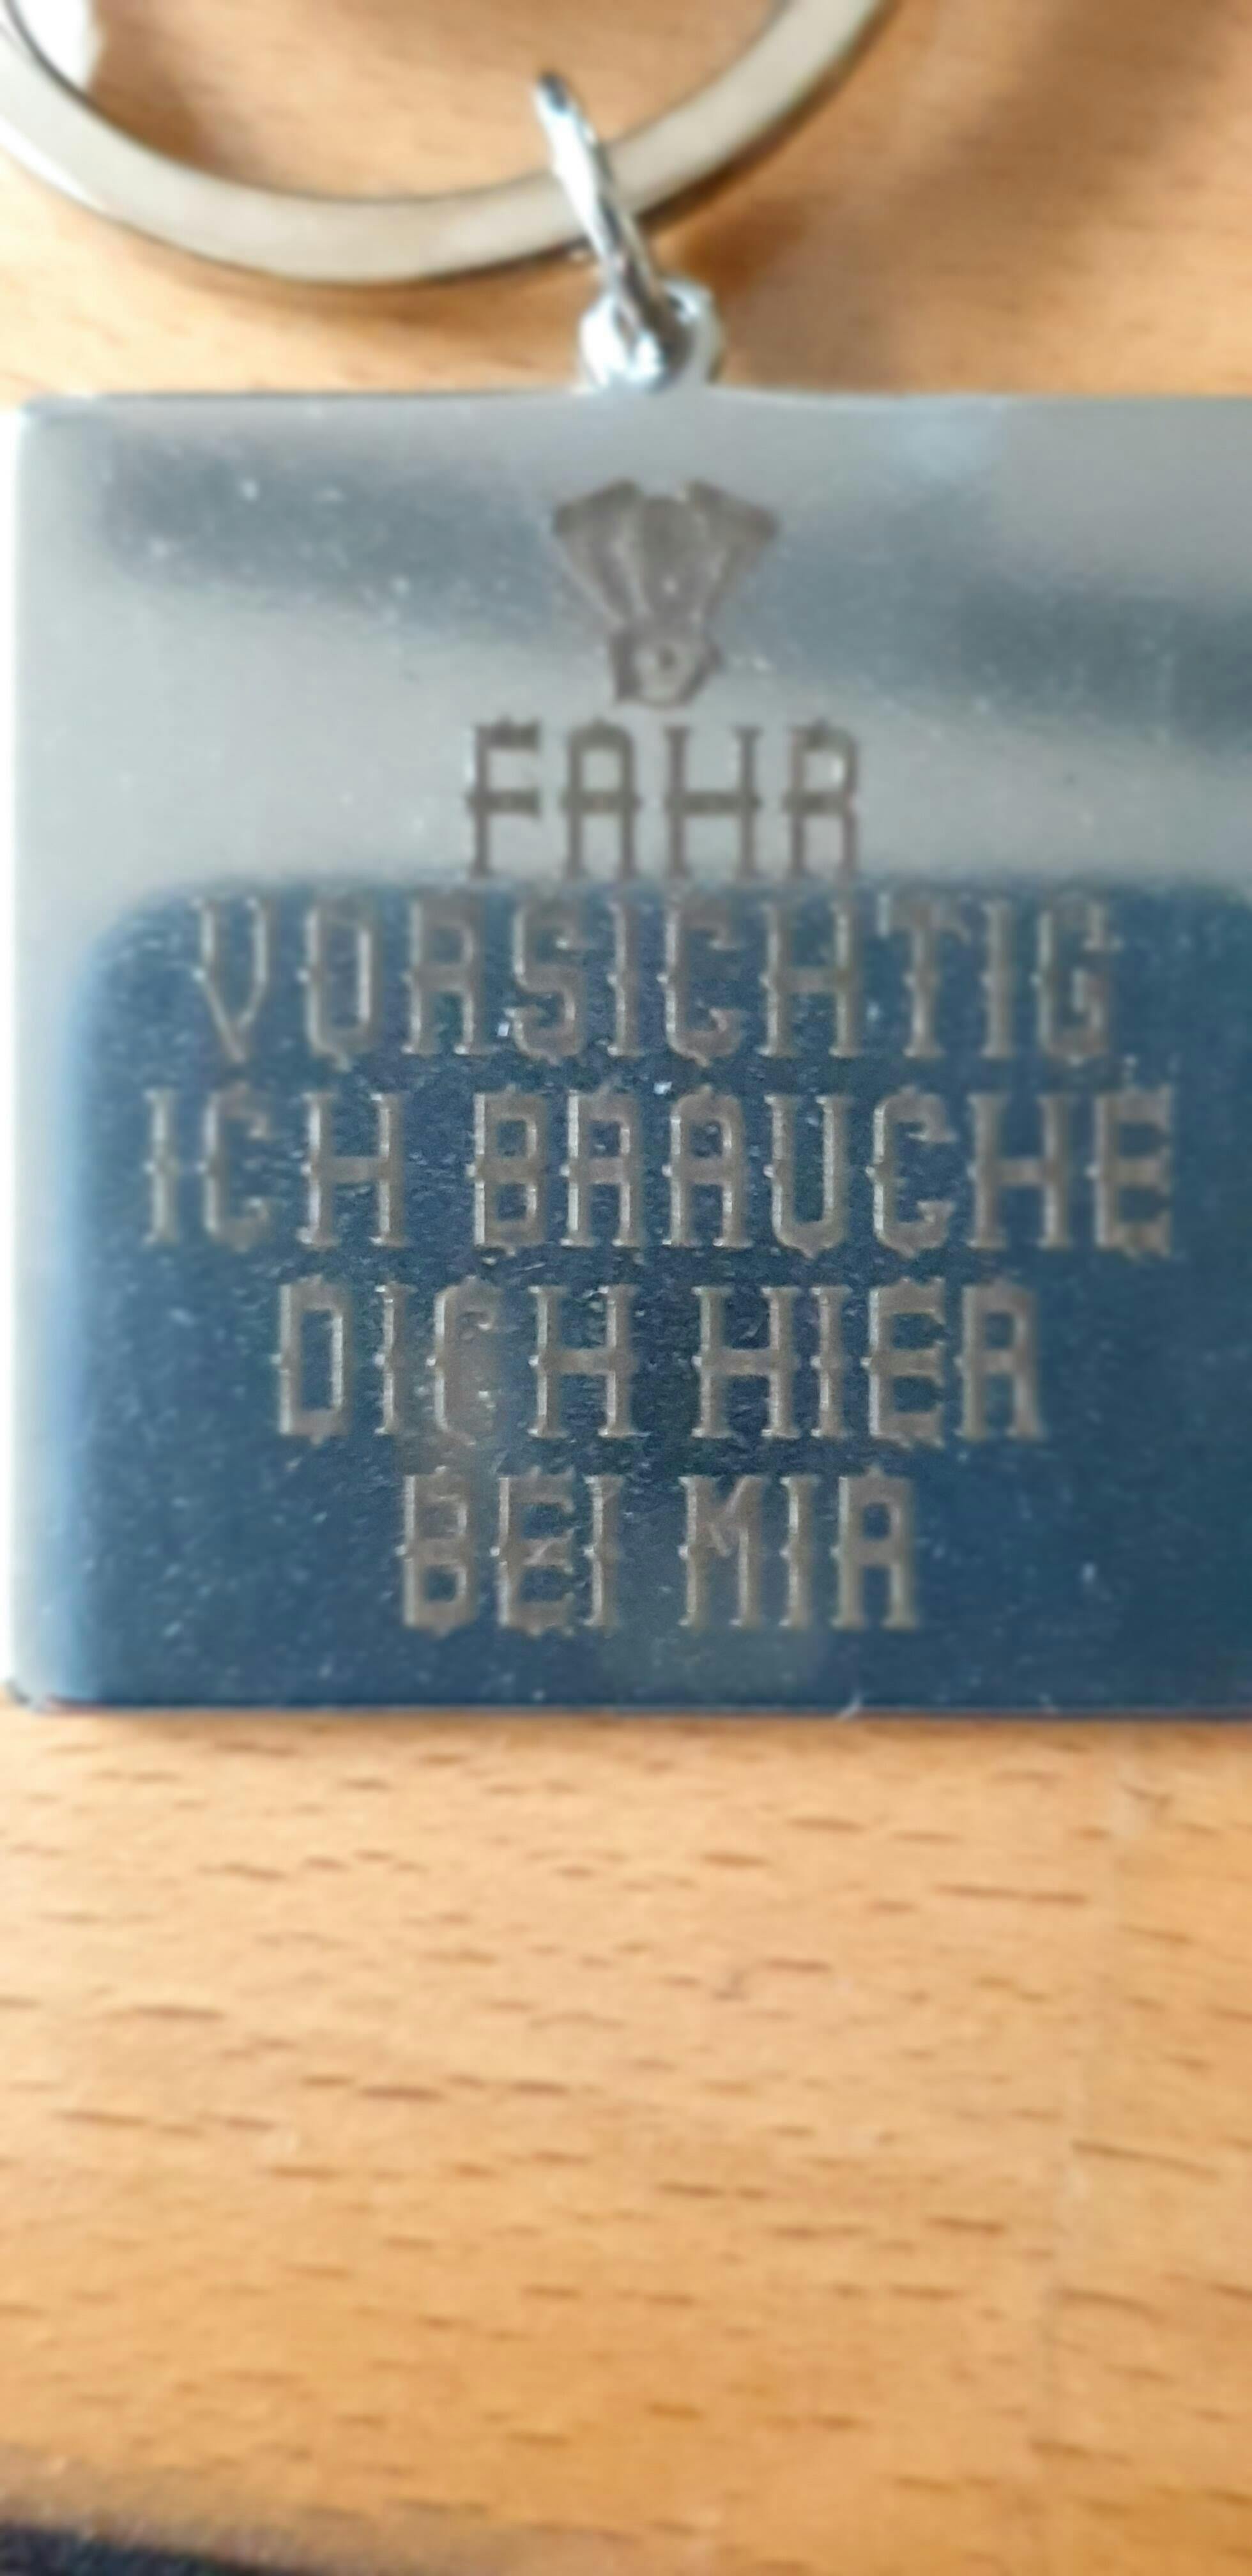 FAHR
VORSICHTIG
ICH BRAUCHE
DICH HIER
BEI MIR